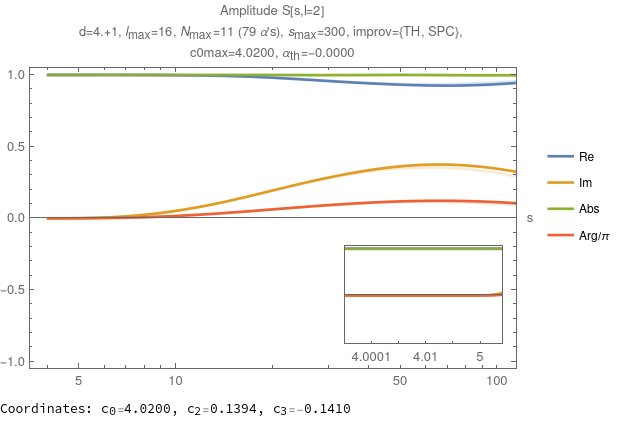 Amplitude S[s,l=2]
d=4.+1, lmax=16, Nmax=11 (79 α's), smax=300, improv={TH, SPC},
c0max=4.0200, αth=-0.0000
1.0
0.5
0.0
-0.5
-1.0
s
Re
Im
Abs
Arg/π
4.0001 4.01 5
5 10 50 100
Coordinates: c₀=4.0200, c₂=0.1394, c₃=-0.1410